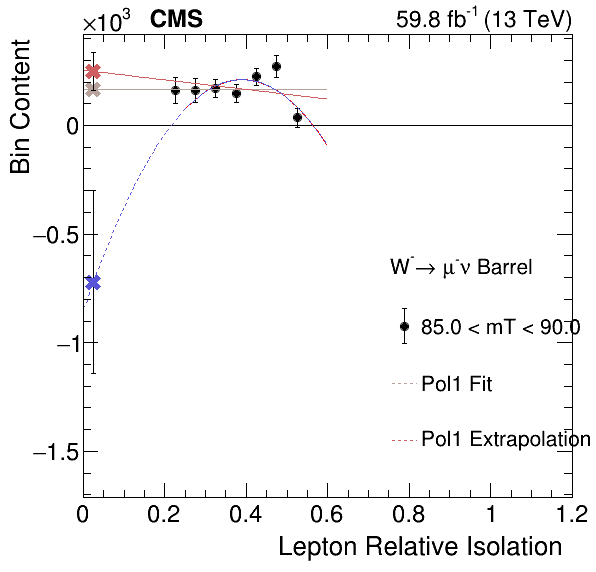 ×10³ CMS 59.8 fb⁻¹ (13 TeV)
Bin Content
0
−0.5
−1
−1.5
W⁻→ μ⁻ν Barrel
85.0 < mT < 90.0
Pol1 Fit
Pol1 Extrapolation
0 0.2 0.4 0.6 0.8 1 1.2
Lepton Relative Isolation